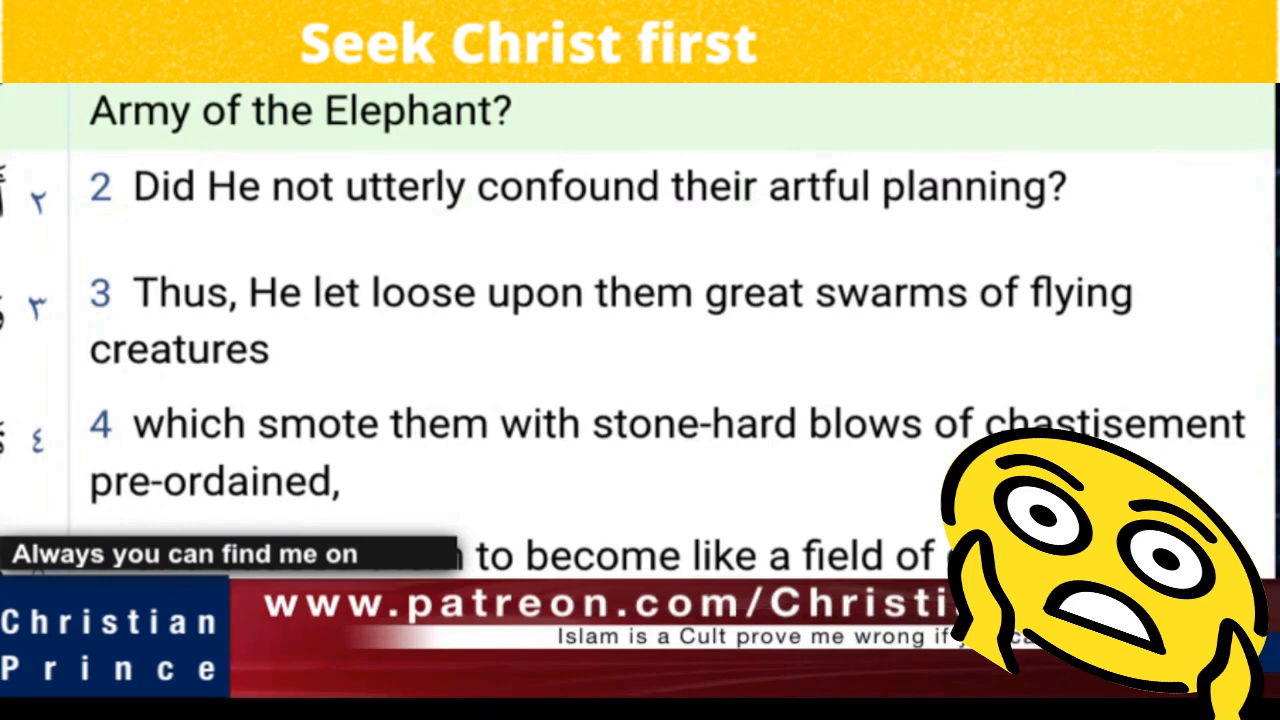 Seek Christ first
Army of the Elephant?
٢ 2 Did He not utterly confound their artful planning?
٣ 3 Thus, He let loose upon them great swarms of flying
creatures
٤ 4 which smote them with stone-hard blows of chastisement
pre-ordained,
to become like a field of
Always you can find me on
Christian
Prince
www.patreon.com/Christi
Islam is a Cult prove me wrong if